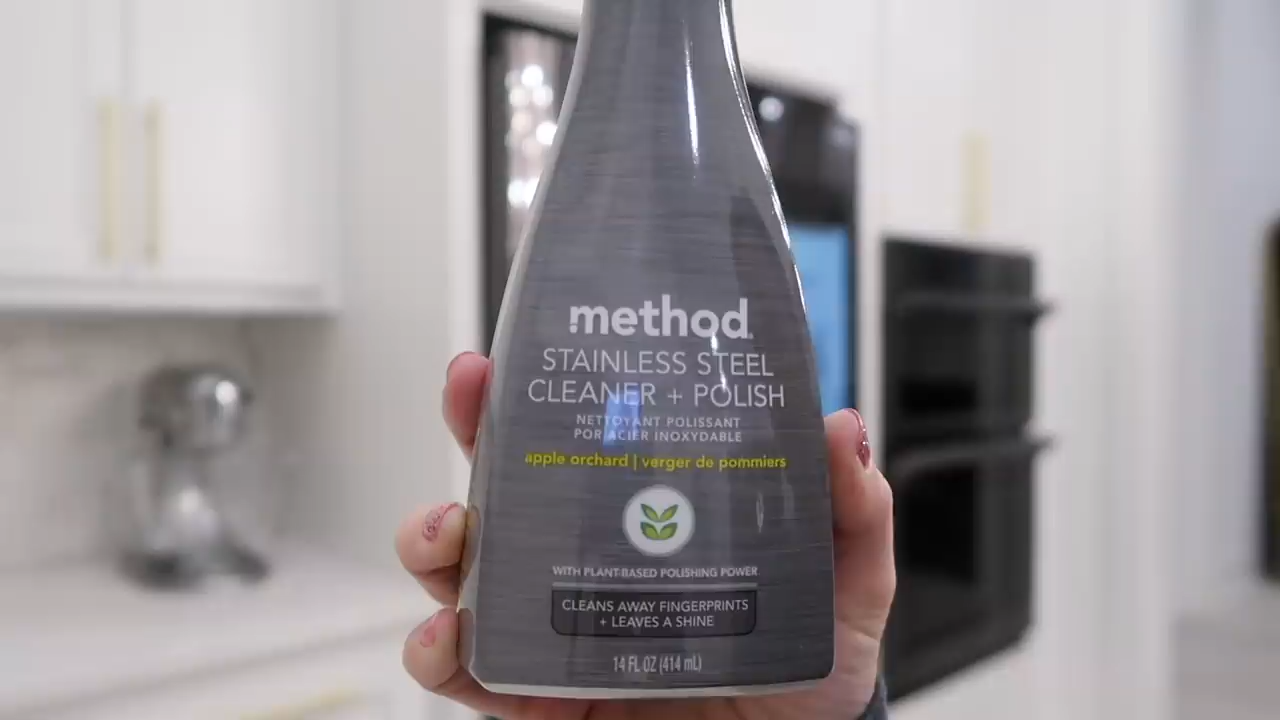 method
STAINLESS STEEL
CLEANER + POLISH
NETTOYANT POLISSANT
POR ACIER INOXYDABLE
apple orchard | verger de pommiers
WITH PLANT-BASED POLISHING POWER
CLEANS AWAY FINGERPRINTS
+ LEAVES A SHINE
14 FL OZ (414 mL)